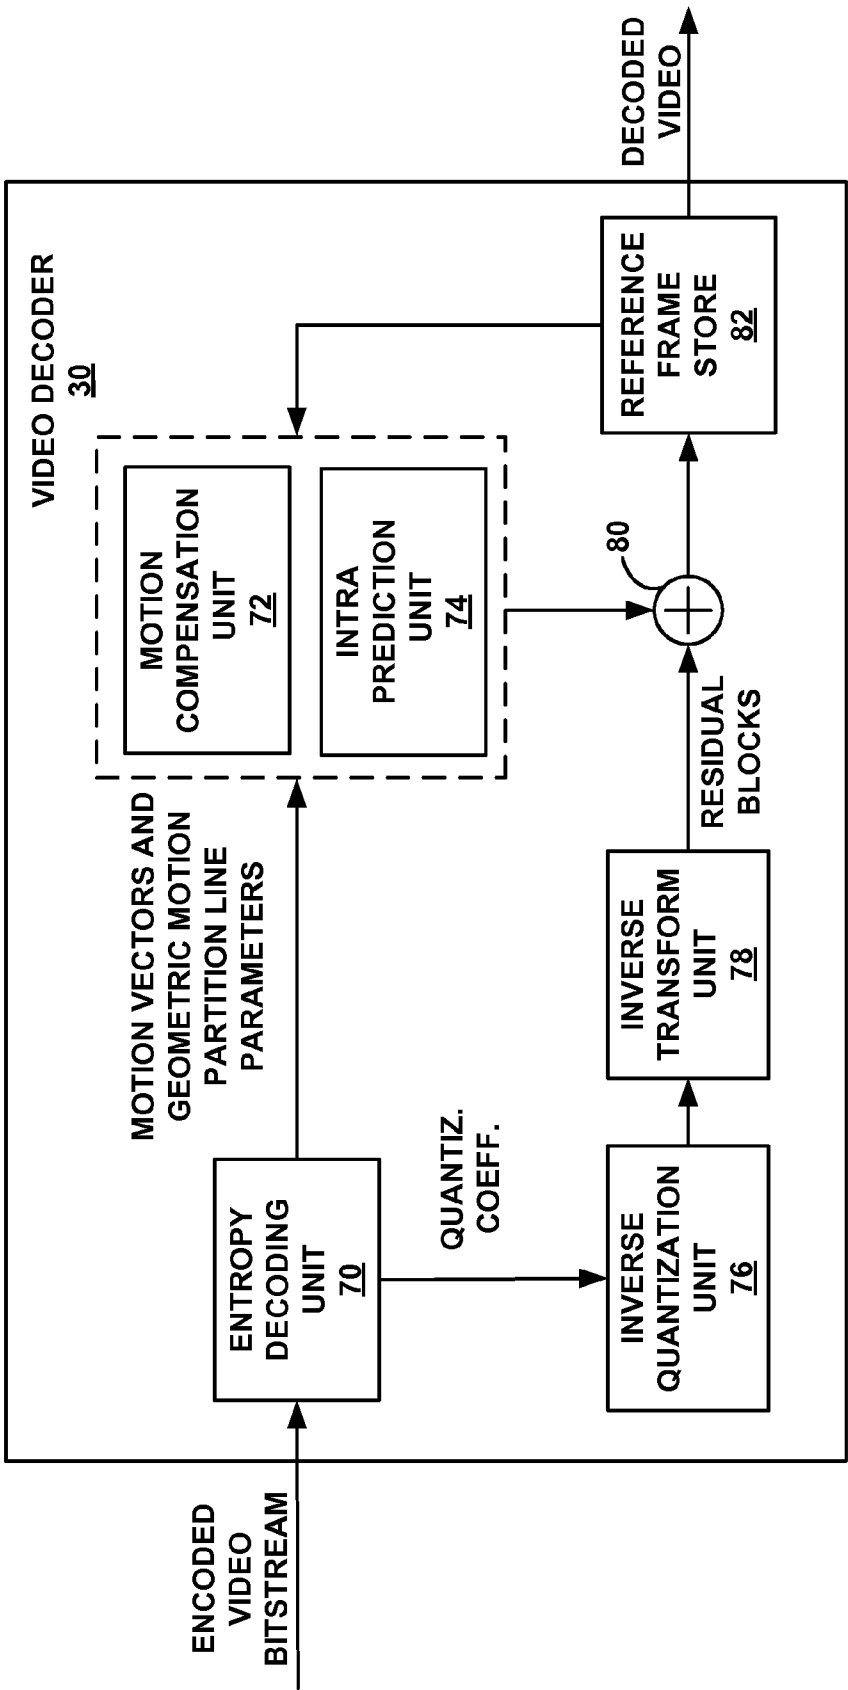 VIDEO DECODER
30
ENCODED
VIDEO
BITSTREAM
ENTROPY
DECODING
UNIT
70
MOTION VECTORS AND
GEOMETRIC MOTION
PARTITION LINE
PARAMETERS
MOTION
COMPENSATION
UNIT
72
INTRA
PREDICTION
UNIT
74
QUANTIZ.
COEFF.
INVERSE
QUANTIZATION
UNIT
76
INVERSE
TRANSFORM
UNIT
78
RESIDUAL
BLOCKS
80
REFERENCE
FRAME
STORE
82
DECODED
VIDEO